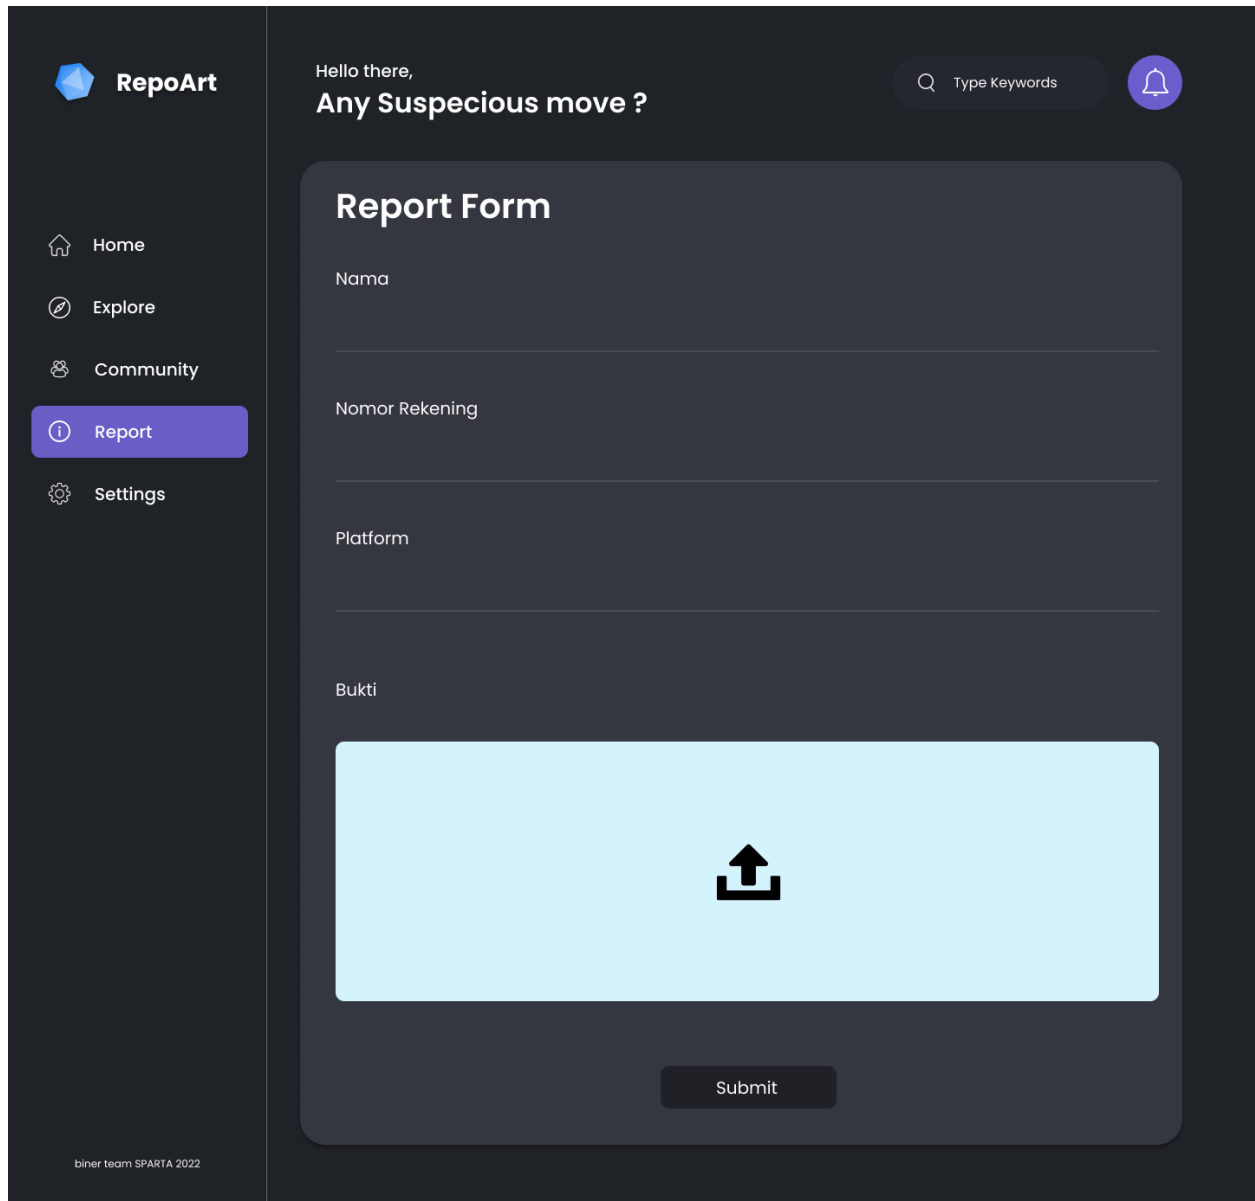 RepoArt
Hello there,
Any Suspecious move ?
Type Keywords
Home
Explore
Community
Report
Settings
Report Form
Nama
Nomor Rekening
Platform
Bukti
Submit
biner team SPARTA 2022